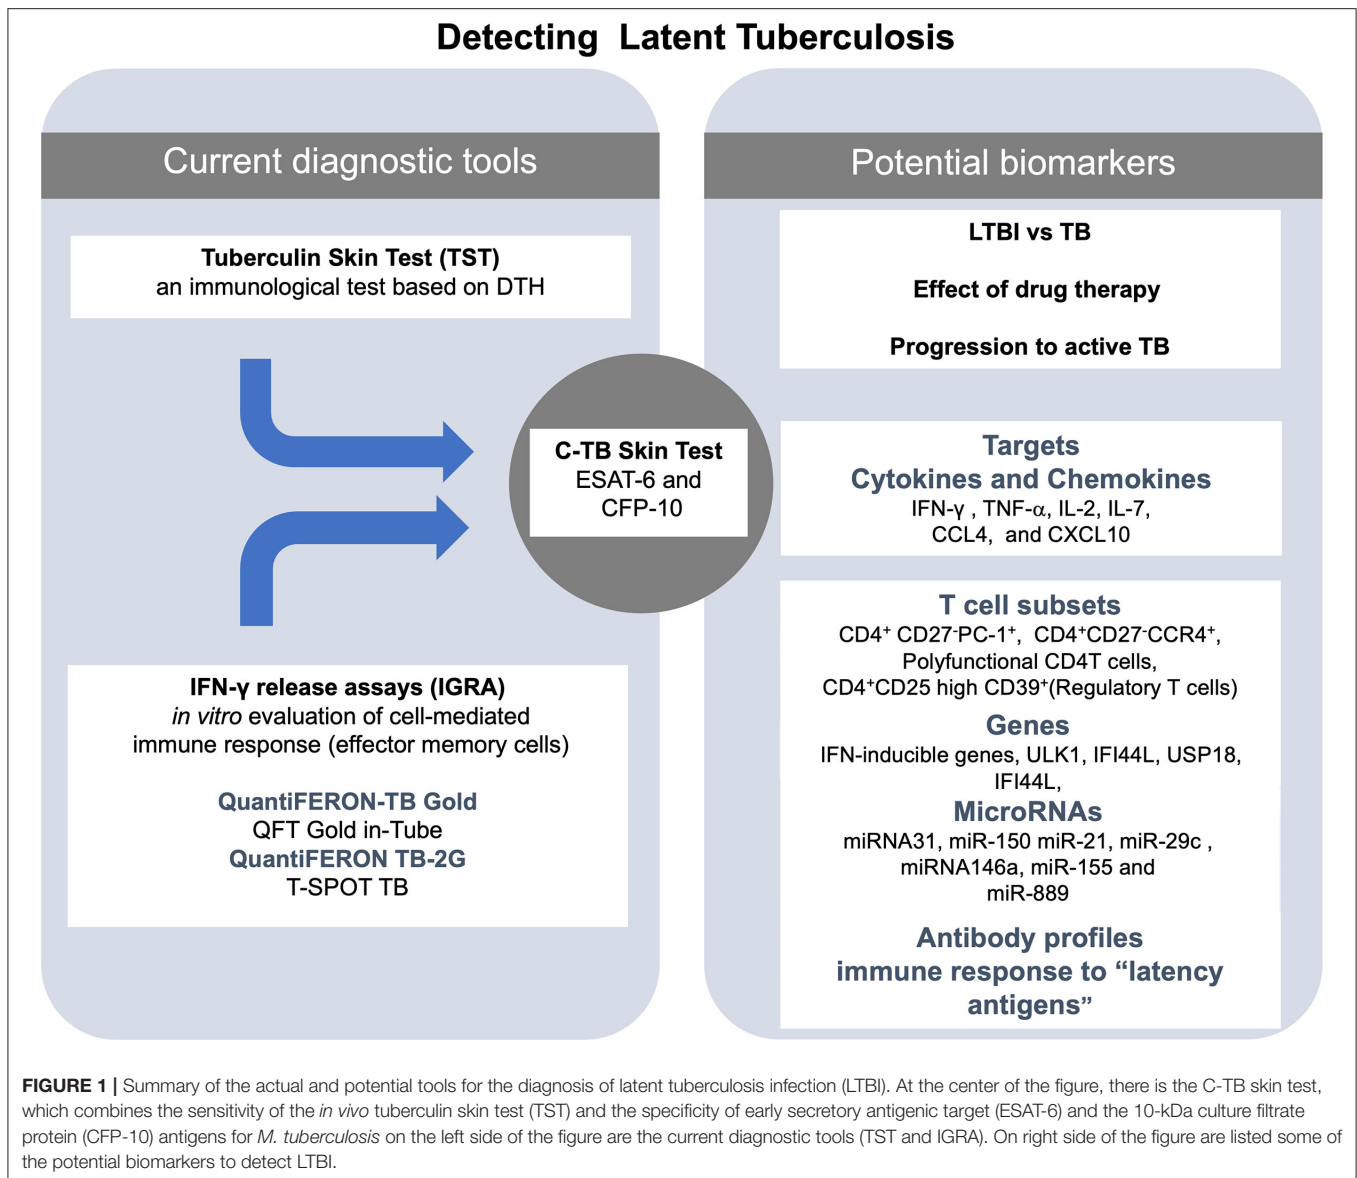 Detecting Latent Tuberculosis
Current diagnostic tools
Tuberculin Skin Test (TST)
an immunological test based on DTH
C-TB Skin Test
ESAT-6 and
CFP-10
IFN-γ release assays (IGRA)
in vitro evaluation of cell-mediated
immune response (effector memory cells)
QuantiFERON-TB Gold
QFT Gold in-Tube
QuantiFERON TB-2G
T-SPOT TB
Potential biomarkers
LTBI vs TB
Effect of drug therapy
Progression to active TB
Targets
Cytokines and Chemokines
IFN-γ , TNF-α, IL-2, IL-7,
CCL4, and CXCL10
T cell subsets
CD4⁺ CD27⁻PC-1⁺, CD4⁺CD27⁻CCR4⁺,
Polyfunctional CD4T cells,
CD4⁺CD25 high CD39⁺(Regulatory T cells)
Genes
IFN-inducible genes, ULK1, IFI44L, USP18,
IFI44L,
MicroRNAs
miRNA31, miR-150 miR-21, miR-29c ,
miRNA146a, miR-155 and
miR-889
Antibody profiles
immune response to “latency
antigens”
FIGURE 1 | Summary of the actual and potential tools for the diagnosis of latent tuberculosis infection (LTBI). At the center of the figure, there is the C-TB skin test,
which combines the sensitivity of the in vivo tuberculin skin test (TST) and the specificity of early secretory antigenic target (ESAT-6) and the 10-kDa culture filtrate
protein (CFP-10) antigens for M. tuberculosis on the left side of the figure are the current diagnostic tools (TST and IGRA). On right side of the figure are listed some of
the potential biomarkers to detect LTBI.